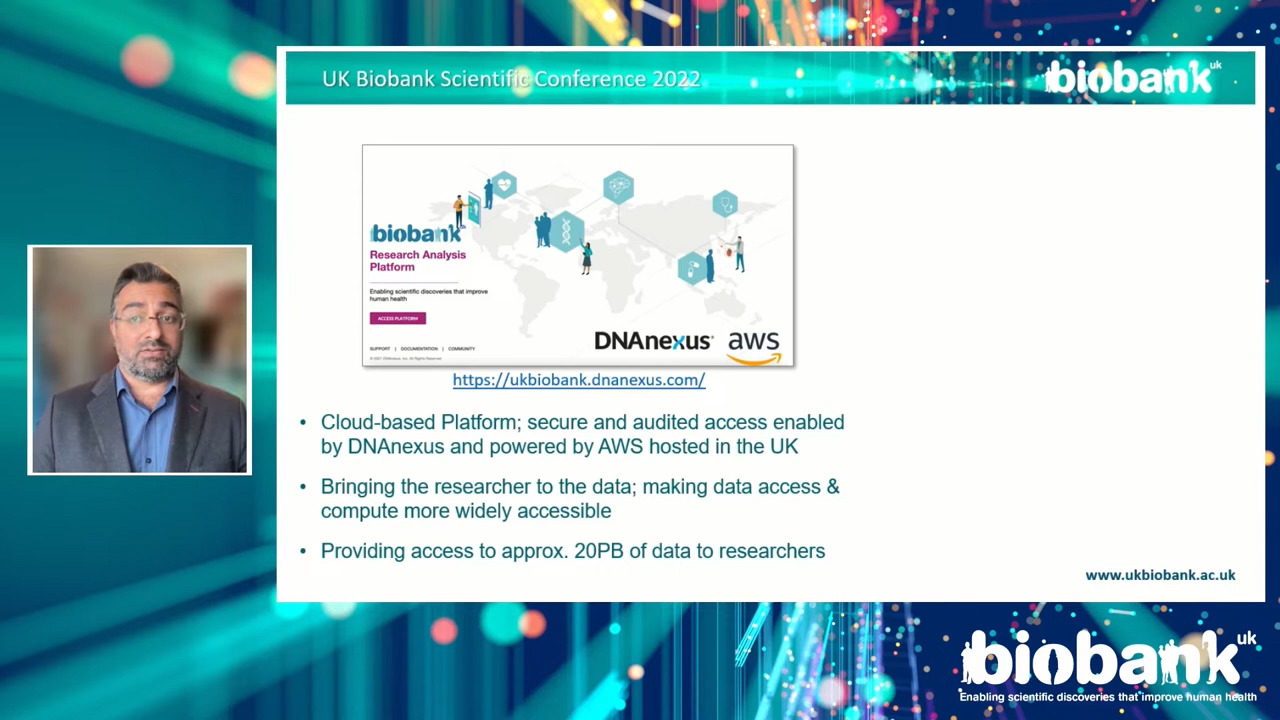 UK Biobank Scientific Conference 2022
biobank uk
biobank uk
Research Analysis
Platform
Enabling scientific discoveries that improve
human health
ACCESS PLATFORM
SUPPORT | DOCUMENTATION | COMMUNITY
DNAnexus
aws
https://ukbiobank.dnanexus.com/
• Cloud-based Platform; secure and audited access enabled
by DNAnexus and powered by AWS hosted in the UK
• Bringing the researcher to the data; making data access &
compute more widely accessible
• Providing access to approx. 20PB of data to researchers
www.ukbiobank.ac.uk
biobank uk
Enabling scientific discoveries that improve human health